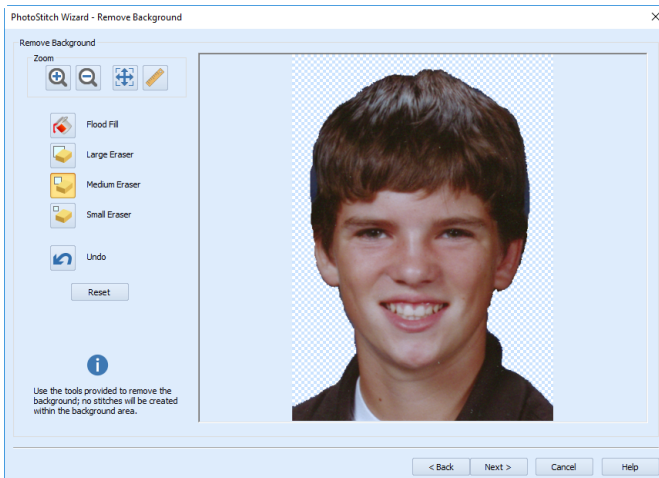 PhotoStitch Wizard - Remove Background
Remove Background
Zoom
Flood Fill
Large Eraser
Medium Eraser
Small Eraser
Undo
Reset
Use the tools provided to remove the
background; no stitches will be created
within the background area.
< Back
Next >
Cancel
Help